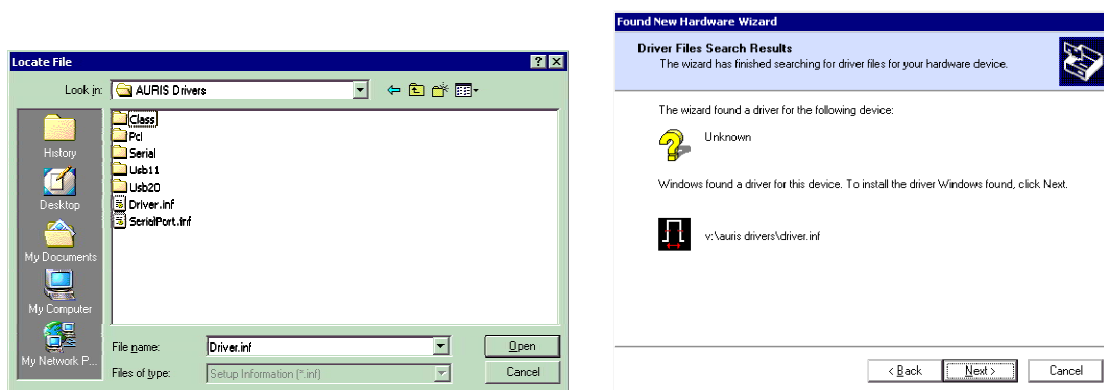 Locate File
Look in:
AURIS Drivers
Class
Pci
Serial
Usb11
Usb20
Driver.inf
SerialPort.inf
History
Desktop
My Documents
My Computer
My Network P...
File name:
Driver.inf
Open
Files of type:
Setup Information (*.inf)
Cancel
Found New Hardware Wizard
Driver Files Search Results
The wizard has finished searching for driver files for your hardware device.
The wizard found a driver for the following device:
Unknown
Windows found a driver for this device. To install the driver Windows found, click Next.
v:\auris drivers\driver.inf
< Back
Next >
Cancel